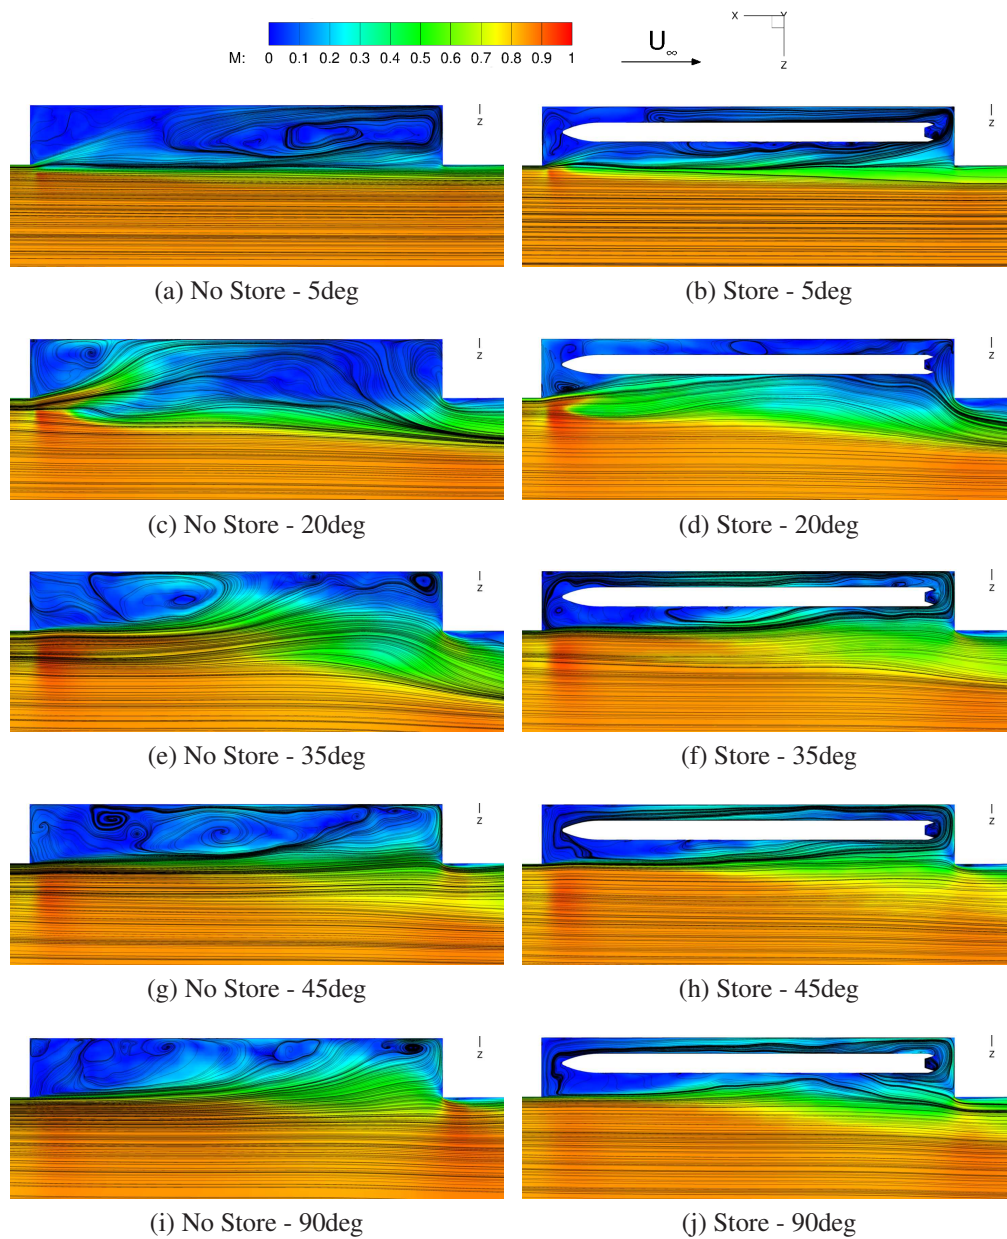 M: 0 0.1 0.2 0.3 0.4 0.5 0.6 0.7 0.8 0.9 1
U∞
X Y
Z
Z Z
(a) No Store - 5deg (b) Store - 5deg
Z Z
(c) No Store - 20deg (d) Store - 20deg
Z Z
(e) No Store - 35deg (f) Store - 35deg
Z Z
(g) No Store - 45deg (h) Store - 45deg
Z Z
(i) No Store - 90deg (j) Store - 90deg